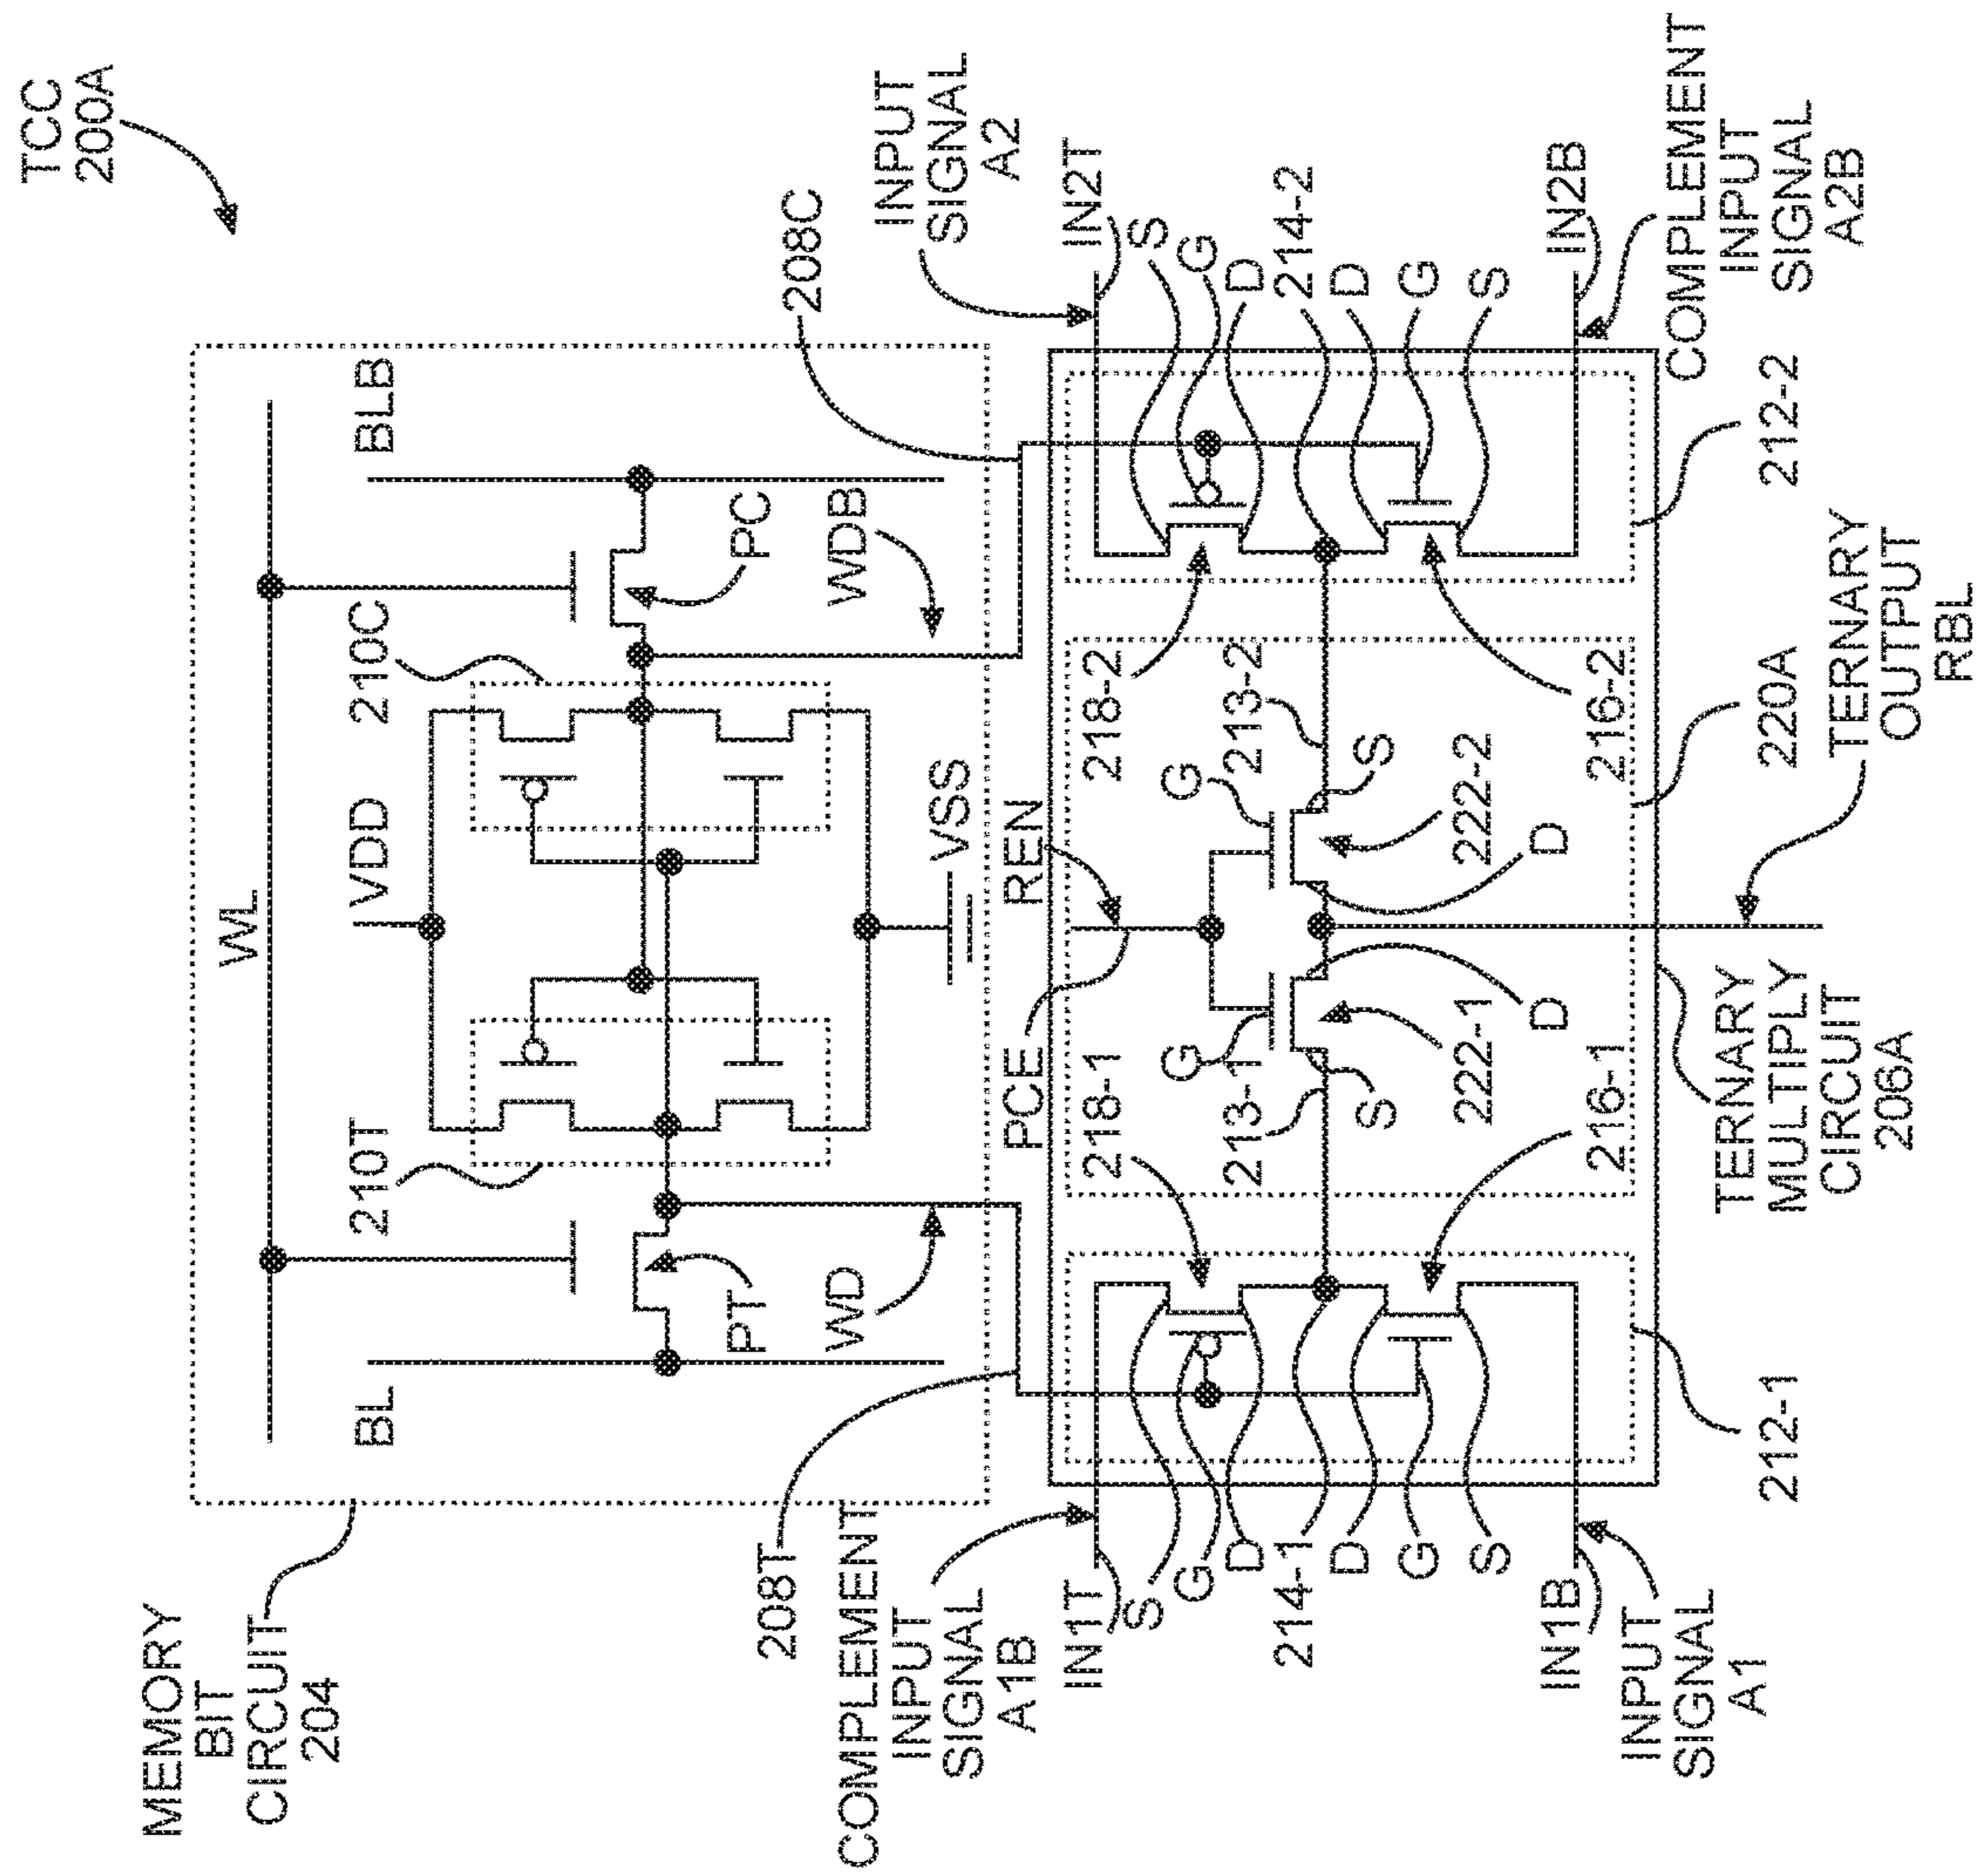 TCC
200A
MEMORY
BIT
CIRCUIT
204
WL
BL
VDD
BLB
210T
210C
PT
PC
WD
WDB
VSS
208T
208C
COMPLEMENT
INPUT
SIGNAL
A1B
INPUT
SIGNAL
A2
PCE
REN
IN1T
IN2T
S
G
D
214-1
D
G
S
218-1
G
213-1
S
222-1
D
216-1
218-2
G
213-2
S
222-2
D
216-2
S
G
D
214-2
D
G
S
IN1B
IN2B
INPUT
SIGNAL
A1
COMPLEMENT
INPUT
SIGNAL
A2B
212-1
212-2
TERNARY
MULTIPLY
CIRCUIT
206A
220A
TERNARY
OUTPUT
RBL